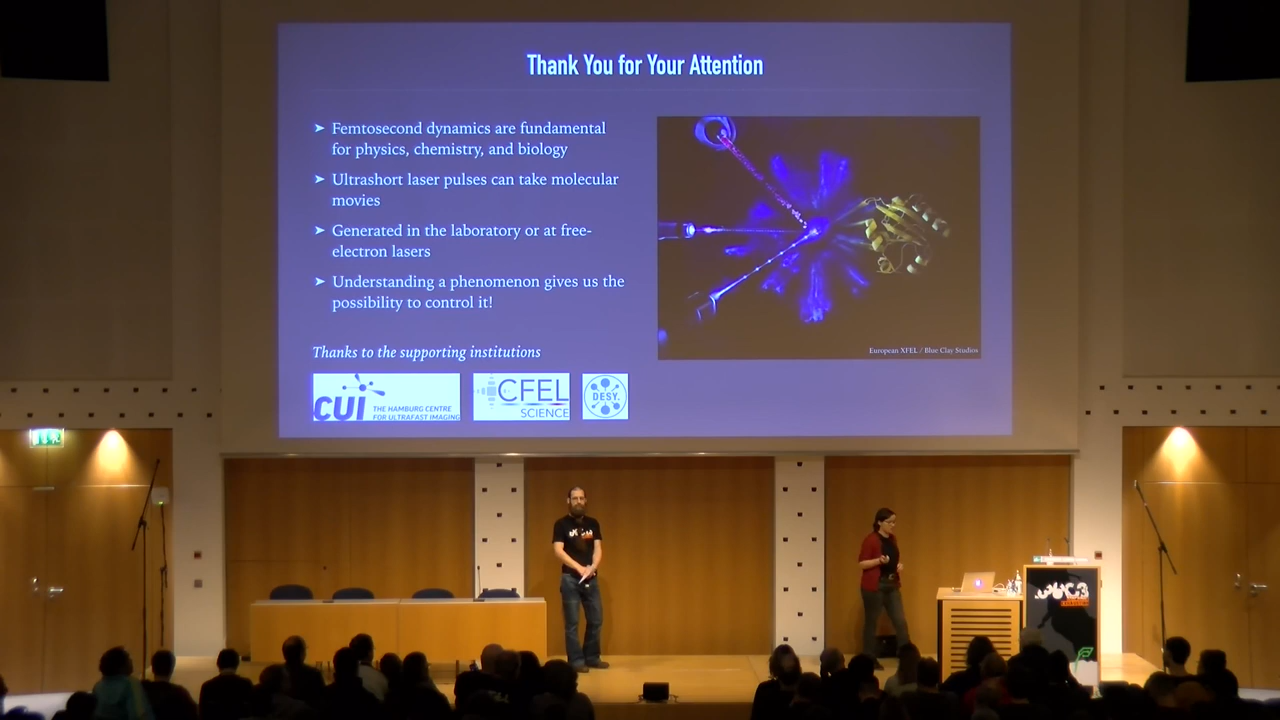 Thank You for Your Attention
➤ Femtosecond dynamics are fundamental
for physics, chemistry, and biology
➤ Ultrashort laser pulses can take molecular
movies
➤ Generated in the laboratory or at free-
electron lasers
➤ Understanding a phenomenon gives us the
possibility to control it!
European XFEL / Blue Clay Studios
Thanks to the supporting institutions
CUI THE HAMBURG CENTRE
FOR ULTRAFAST IMAGING
CFEL
SCIENCE
DESY.